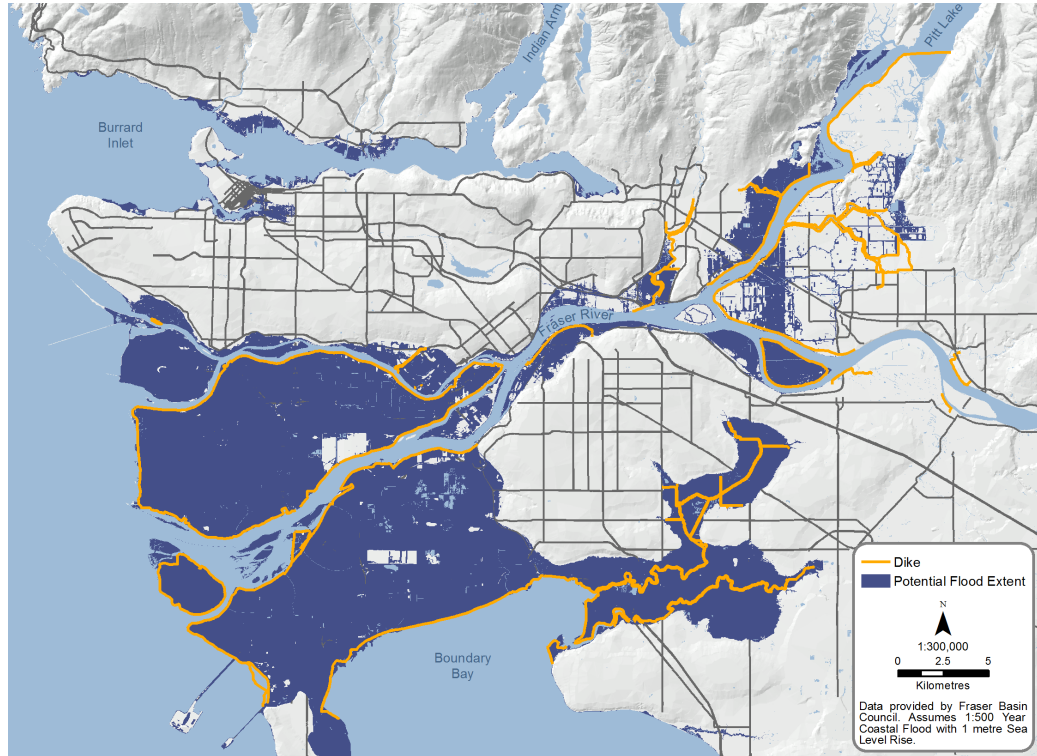 Burrard
Inlet
Indian Arm
Pitt Lake
Fraser River
Boundary
Bay
Dike
Potential Flood Extent
N
1:300,000
0 2.5 5
Kilometres
Data provided by Fraser Basin
Council. Assumes 1:500 Year
Coastal Flood with 1 metre Sea
Level Rise.